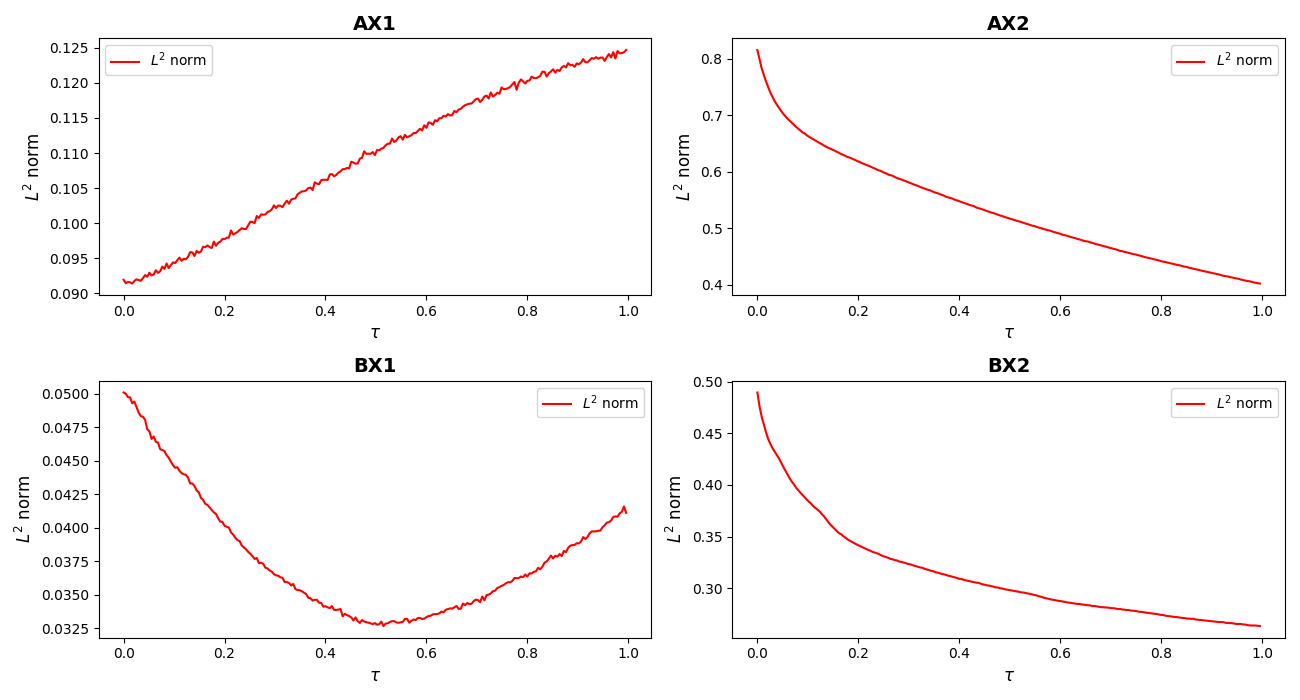 AX1
L² norm
0.125
0.120
0.115
0.110
0.105
0.100
0.095
0.090
L² norm
0.0 0.2 0.4 0.6 0.8 1.0
τ
AX2
L² norm
0.8
0.7
0.6
0.5
0.4
L² norm
0.0 0.2 0.4 0.6 0.8 1.0
τ
BX1
L² norm
0.0500
0.0475
0.0450
0.0425
0.0400
0.0375
0.0350
0.0325
L² norm
0.0 0.2 0.4 0.6 0.8 1.0
τ
BX2
L² norm
0.50
0.45
0.40
0.35
0.30
L² norm
0.0 0.2 0.4 0.6 0.8 1.0
τ